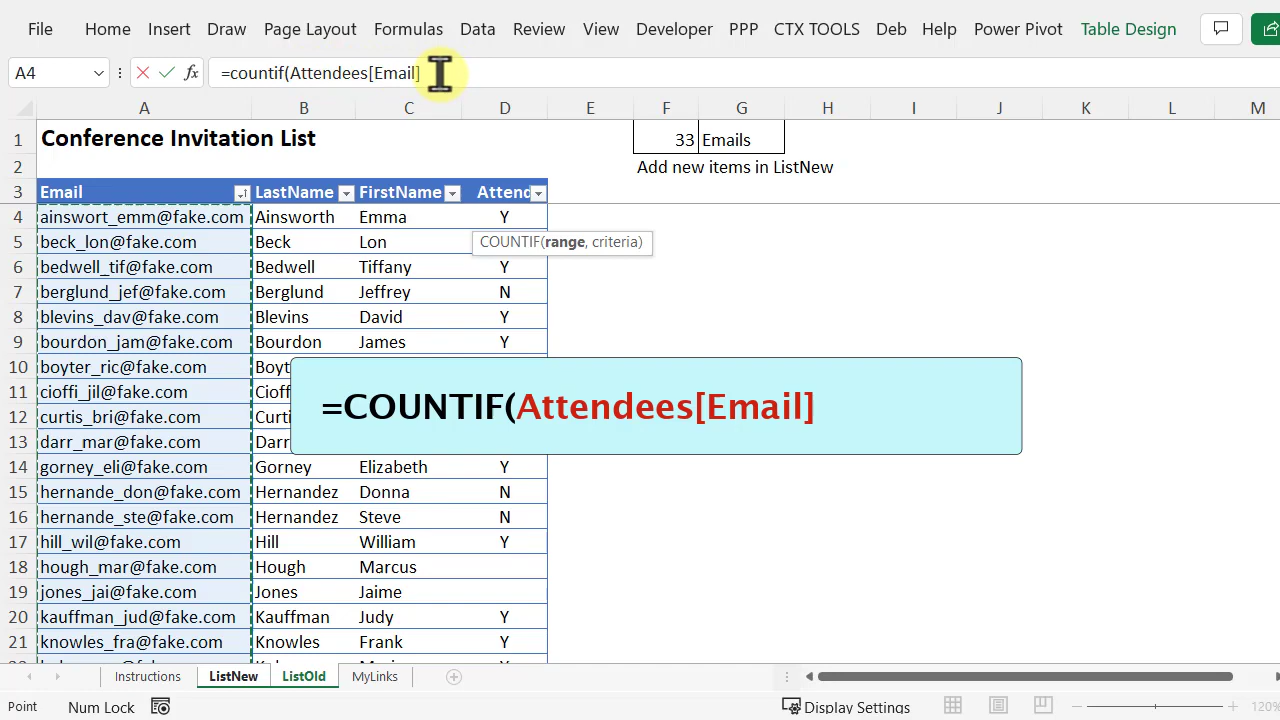 File Home Insert Draw Page Layout Formulas Data Review View Developer PPP CTX TOOLS Deb Help Power Pivot Table Design
A4 fx =countif(Attendees[Email]
A B C D E F G H I J K L M
1 Conference Invitation List 33 Emails
2 Add new items in ListNew
3 Email LastName FirstName Attend
4 ainswort_emm@fake.com Ainsworth Emma Y
5 beck_lon@fake.com Beck Lon COUNTIF(range, criteria)
6 bedwell_tif@fake.com Bedwell Tiffany Y
7 berglund_jef@fake.com Berglund Jeffrey N
8 blevins_dav@fake.com Blevins David Y
9 bourdon_jam@fake.com Bourdon James Y
10 boyter_ric@fake.com Boyt
11 cioffi_jil@fake.com Cioff
=COUNTIF(Attendees[Email]
12 curtis_bri@fake.com Curti
13 darr_mar@fake.com Darr
14 gorney_eli@fake.com Gorney Elizabeth Y
15 hernande_don@fake.com Hernandez Donna N
16 hernande_ste@fake.com Hernandez Steve N
17 hill_wil@fake.com Hill William Y
18 hough_mar@fake.com Hough Marcus
19 jones_jai@fake.com Jones Jaime
20 kauffman_jud@fake.com Kauffman Judy Y
21 knowles_fra@fake.com Knowles Frank Y
Instructions ListNew ListOld MyLinks
Point Num Lock Display Settings 120%